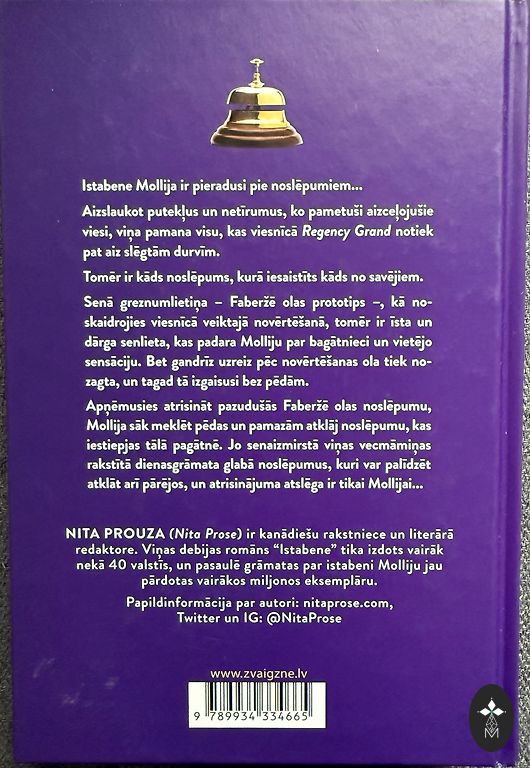 Istabene Mollija ir pieradusi pie noslēpumiem...
Aizslaukot putekļus un netīrumus, ko pametuši aizceļojušie
viesi, viņa pamana visu, kas viesnīcā Regency Grand notiek
pat aiz slēgtām durvīm.
Tomēr ir kāds noslēpums, kurā iesaistīts kāds no savējiem.
Senā greznumlietiņa – Faberžē olas prototips –, kā no-
skaidrojies viesnīcā veiktajā novērtēšanā, tomēr ir īsta un
dārga senlieta, kas padara Molliju par bagātnieci un vietējo
sensāciju. Bet gandrīz uzreiz pēc novērtēšanas ola tiek no-
zagta, un tagad tā izgaisusi bez pēdām.
Apņēmusies atrisināt pazudušās Faberžē olas noslēpumu,
Mollija sāk meklēt pēdas un pamazām atklāj noslēpumu, kas
iestiepjas tālā pagātnē. Jo senaizmirstā viņas vecmāmiņas
rakstītā dienasgrāmata glabā noslēpumus, kuri var palīdzēt
atklāt arī pārējos, un atrisinājuma atslēga ir tikai Mollijai...
NITA PROUZA (Nita Prose) ir kanādiešu rakstniece un literārā
redaktore. Viņas debijas romāns “Istabene” tika izdots vairāk
nekā 40 valstīs, un pasaulē grāmatas par istabeni Molliju jau
pārdotas vairākos miljonos eksemplāru.
Papildinformācija par autori: nitaprose.com,
Twitter un IG: @NitaProse
www.zvaigzne.lv
9 789934 334665
M